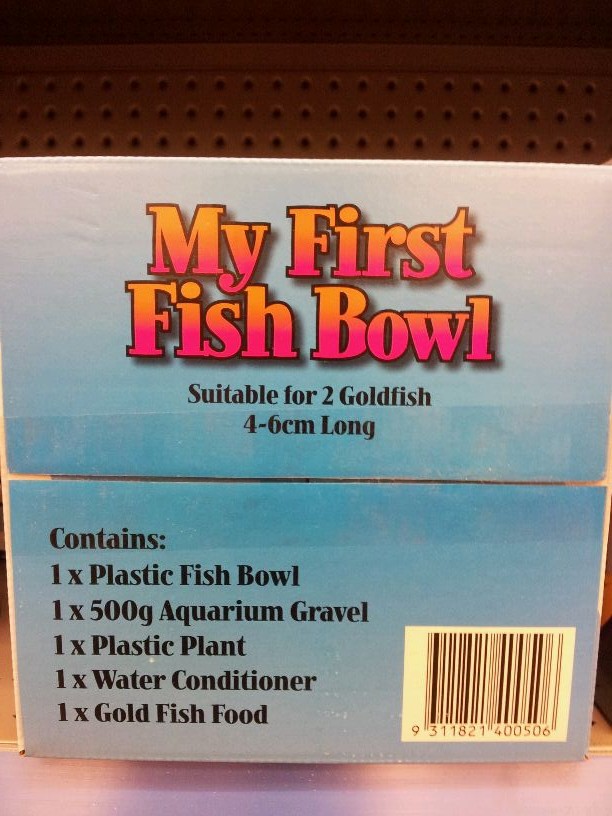 My First
Fish Bowl
Suitable for 2 Goldfish
4-6cm Long
Contains:
1 x Plastic Fish Bowl
1 x 500g Aquarium Gravel
1 x Plastic Plant
1 x Water Conditioner
1 x Gold Fish Food
9 311821 400506